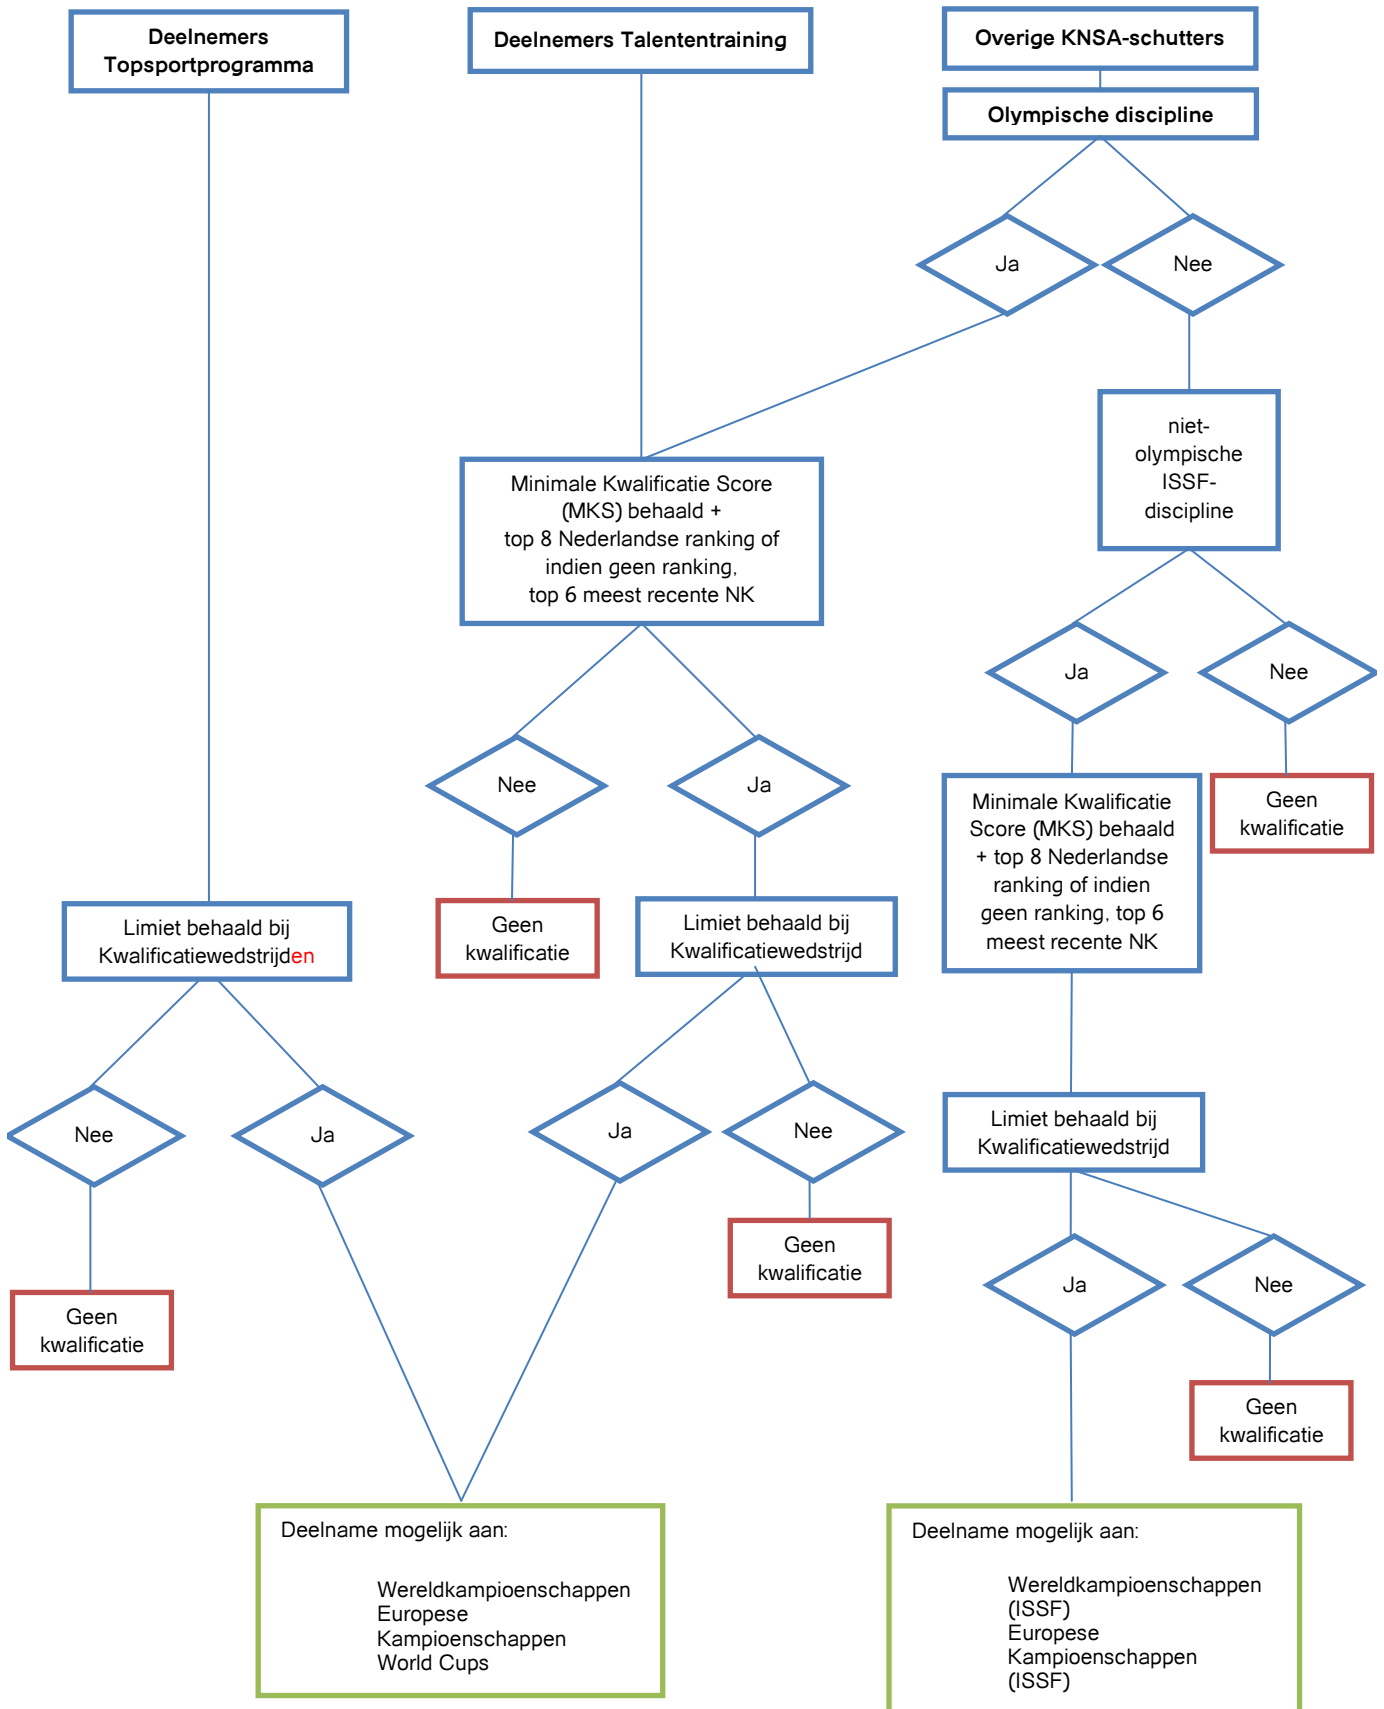 Deelnemers
Topsportprogramma
Deelnemers Talententraining
Overige KNSA-schutters
Olympische discipline
Ja
Nee
niet-
olympische
ISSF-
discipline
Minimale Kwalificatie Score
(MKS) behaald +
top 8 Nederlandse ranking of
indien geen ranking,
top 6 meest recente NK
Ja
Nee
Nee
Ja
Minimale Kwalificatie
Score (MKS) behaald
+ top 8 Nederlandse
ranking of indien
geen ranking, top 6
meest recente NK
Geen
kwalificatie
Limiet behaald bij
Kwalificatiewedstrijden
Geen
kwalificatie
Limiet behaald bij
Kwalificatiewedstrijd
Nee
Ja
Ja
Nee
Limiet behaald bij
Kwalificatiewedstrijd
Geen
kwalificatie
Ja
Nee
Geen
kwalificatie
Geen
kwalificatie
Deelname mogelijk aan:
Wereldkampioenschappen
Europese
Kampioenschappen
World Cups
Deelname mogelijk aan:
Wereldkampioenschappen
(ISSF)
Europese
Kampioenschappen
(ISSF)